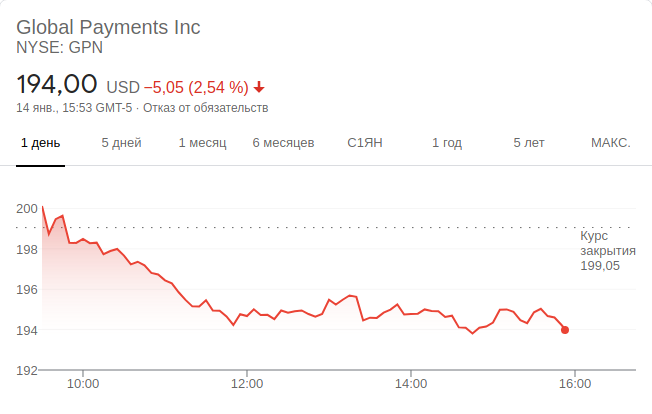 Global Payments Inc
NYSE: GPN
194,00 USD −5,05 (2,54 %)
14 янв., 15:53 GMT-5 · Отказ от обязательств
1 день 5 дней 1 месяц 6 месяцев С1ЯН 1 год 5 лет МАКС.
200
Курс
закрытия
199,05
198
196
194
192
10:00 12:00 14:00 16:00